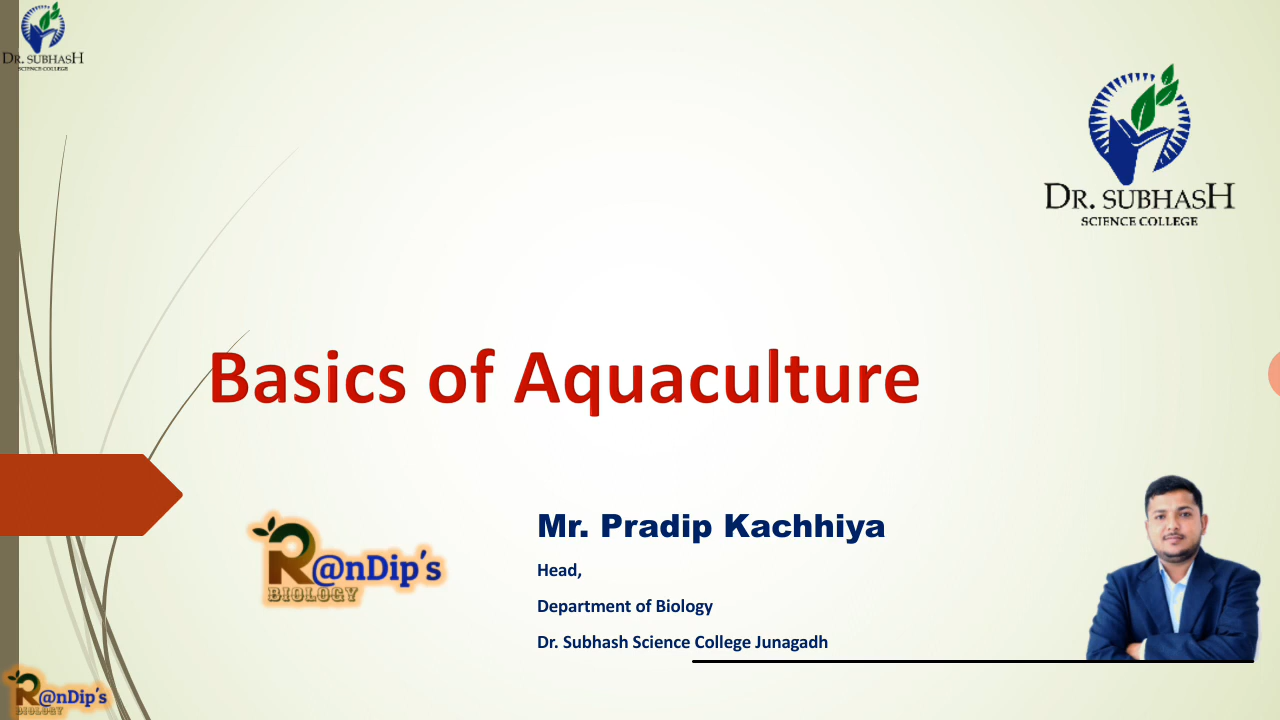 DR. SUBHASH
SCIENCE COLLEGE
DR. SUBHASH
SCIENCE COLLEGE
Basics of Aquaculture
R@nDip's
BIOLOGY
Mr. Pradip Kachhiya
Head,
Department of Biology
Dr. Subhash Science College Junagadh
R@nDip's
BIOLOGY